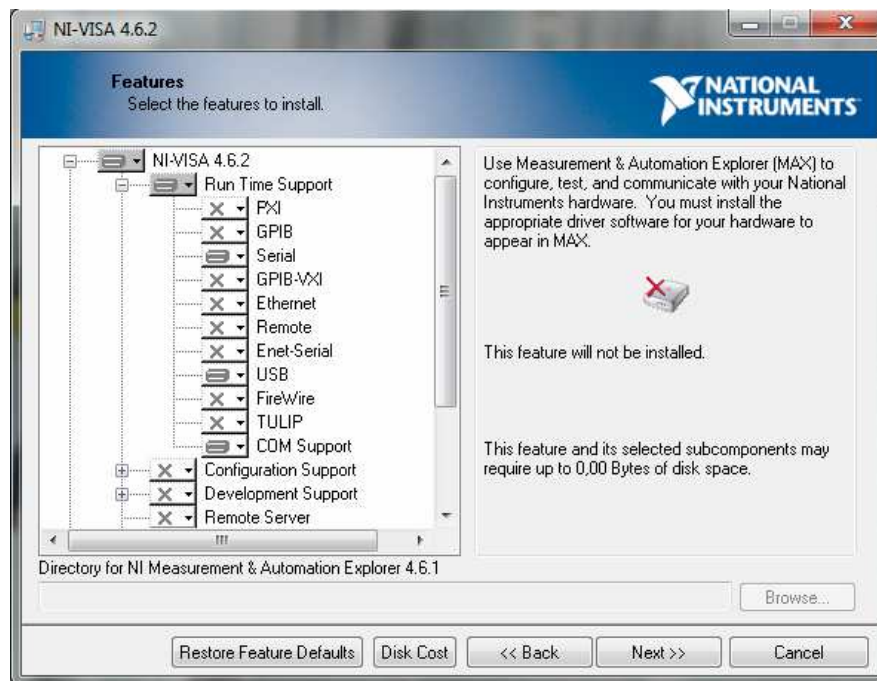 NI-VISA 4.6.2
Features
Select the features to install.
NATIONAL
INSTRUMENTS
NI-VISA 4.6.2
Run Time Support
PXI
GPIB
Serial
GPIB-VXI
Ethernet
Remote
Enet-Serial
USB
FireWire
TULIP
COM Support
Configuration Support
Development Support
Remote Server
Use Measurement & Automation Explorer (MAX) to
configure, test, and communicate with your National
Instruments hardware.  You must install the
appropriate driver software for your hardware to
appear in MAX.
This feature will not be installed.
This feature and its selected subcomponents may
require up to 0,00 Bytes of disk space.
Directory for NI Measurement & Automation Explorer 4.6.1
Browse...
Restore Feature Defaults
Disk Cost
<< Back
Next >>
Cancel